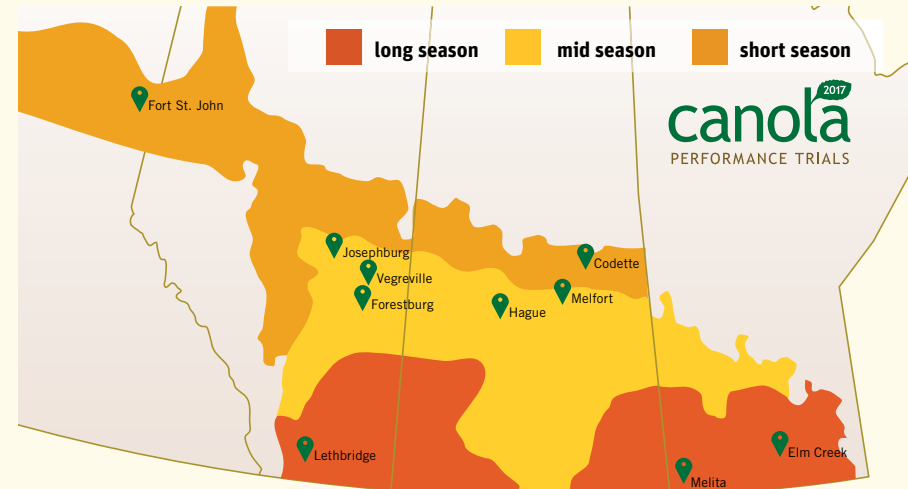 long season
mid season
short season
2017
canola
PERFORMANCE TRIALS
Fort St. John
Josephburg
Vegreville
Forestburg
Hague
Melfort
Codette
Lethbridge
Elm Creek
Melita